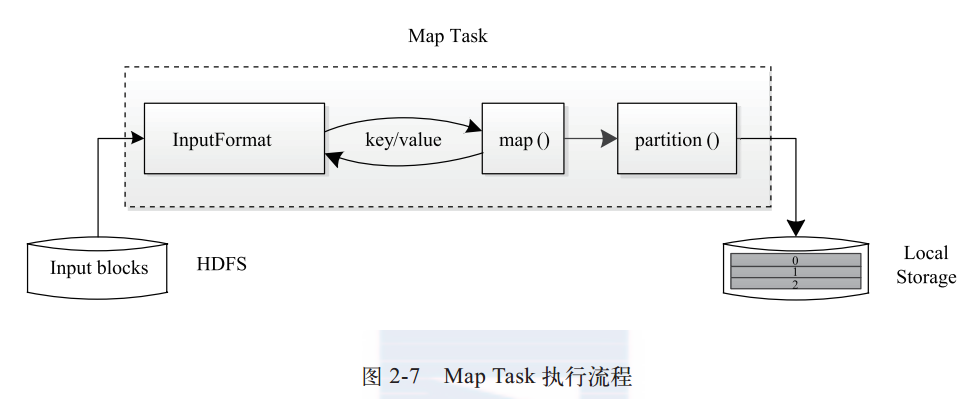 Map Task
InputFormat
key/value
map ()
partition ()
Input blocks
HDFS
0
1
2
Local
Storage
图 2-7 Map Task 执行流程